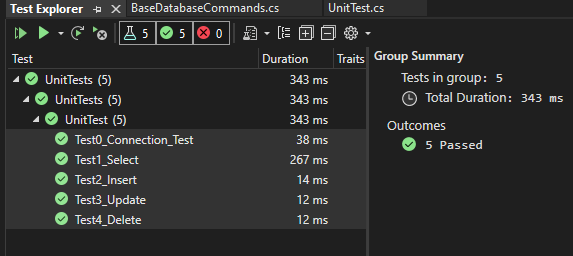 Test Explorer
BaseDatabaseCommands.cs
UnitTest.cs
5 5 0
Test Duration Traits
UnitTests (5) 343 ms
UnitTests (5) 343 ms
UnitTest (5) 343 ms
Test0_Connection_Test 38 ms
Test1_Select 267 ms
Test2_Insert 14 ms
Test3_Update 12 ms
Test4_Delete 12 ms
Group Summary
Tests in group: 5
Total Duration: 343 ms
Outcomes
5 Passed